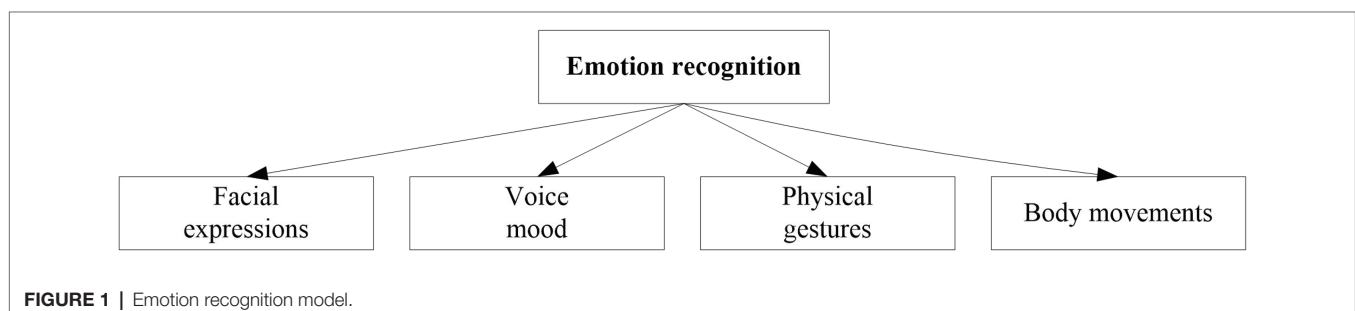 Emotion recognition
Facial
expressions
Voice
mood
Physical
gestures
Body movements
FIGURE 1 | Emotion recognition model.